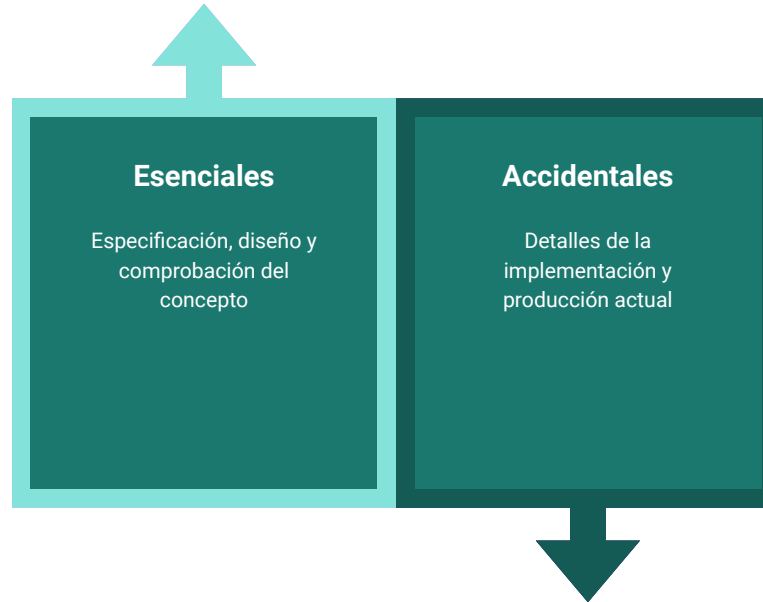 Esenciales
Especificación, diseño y
comprobación del
concepto
Accidentales
Detalles de la
implementación y
producción actual